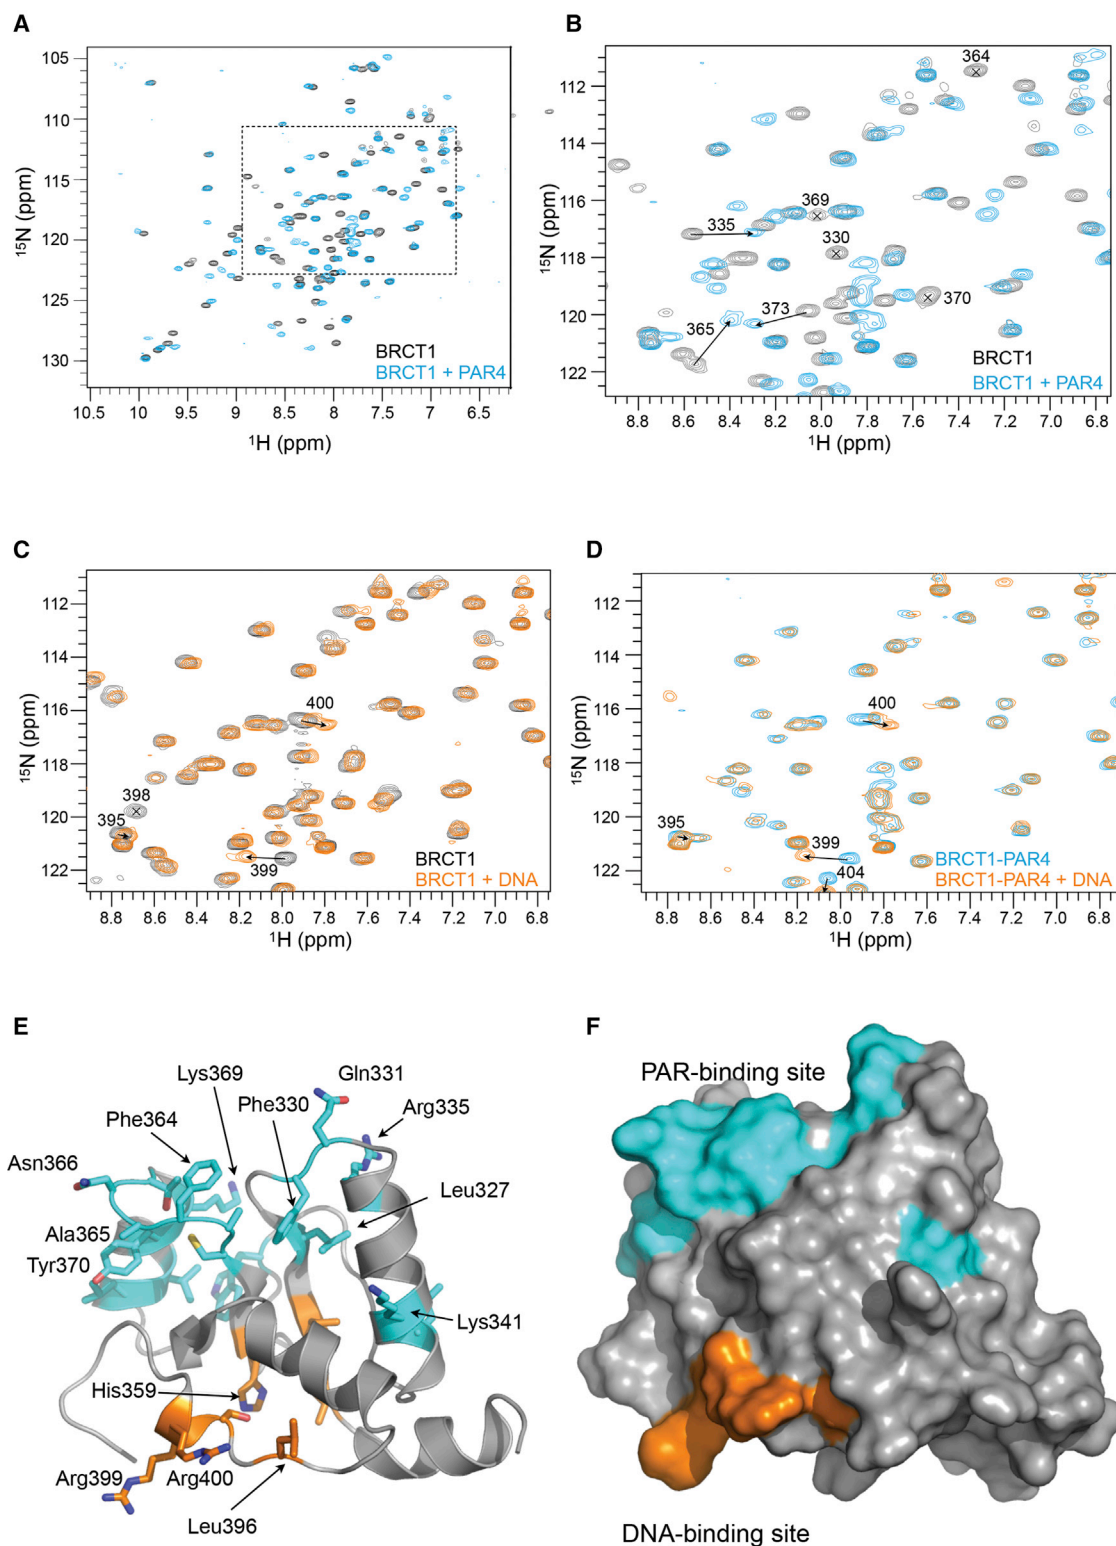 A
105
110
115
120
125
130
15N (ppm)
BRCT1
BRCT1 + PAR4
10.5 10 9.5 9 8.5 8 7.5 7 6.5
1H (ppm)
B
112
114
116
118
120
122
15N (ppm)
364
369
335
330
370
373
365
BRCT1
BRCT1 + PAR4
8.8 8.6 8.4 8.2 8.0 7.8 7.6 7.4 7.2 7.0 6.8
1H (ppm)
C
112
114
116
118
120
122
15N (ppm)
400
398
395
399
BRCT1
BRCT1 + DNA
8.8 8.6 8.4 8.2 8.0 7.8 7.6 7.4 7.2 7.0 6.8
1H (ppm)
D
112
114
116
118
120
122
15N (ppm)
400
395
399
404
BRCT1-PAR4
BRCT1-PAR4 + DNA
8.8 8.6 8.4 8.2 8.0 7.8 7.6 7.4 7.2 7.0 6.8
1H (ppm)
E
Lys369
Gln331
Phe330
Arg335
Phe364
Asn366
Leu327
Ala365
Tyr370
Lys341
His359
Arg399
Arg400
Leu396
F
PAR-binding site
DNA-binding site